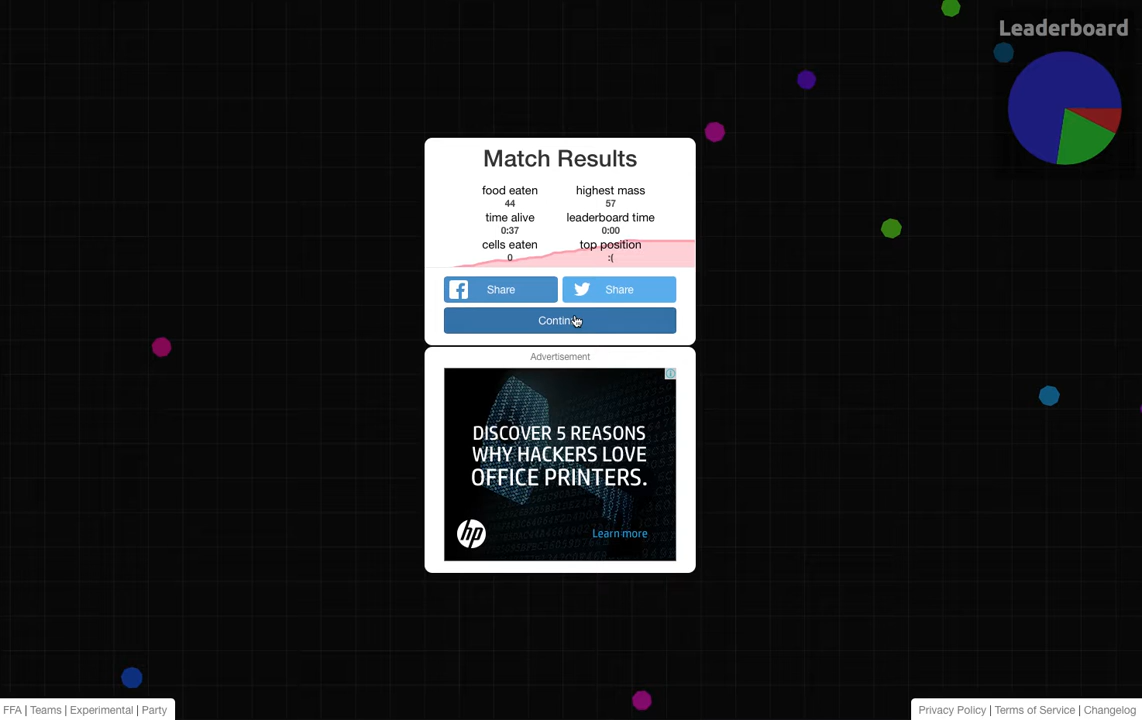 Leaderboard
Match Results
food eaten highest mass
44 57
time alive leaderboard time
0:37 0:00
cells eaten top position
0 :(
Share Share
Advertisement
DISCOVER 5 REASONS
WHY HACKERS LOVE
OFFICE PRINTERS.
hp Learn more
FFA | Teams | Experimental | Party
Privacy Policy | Terms of Service | Changelog